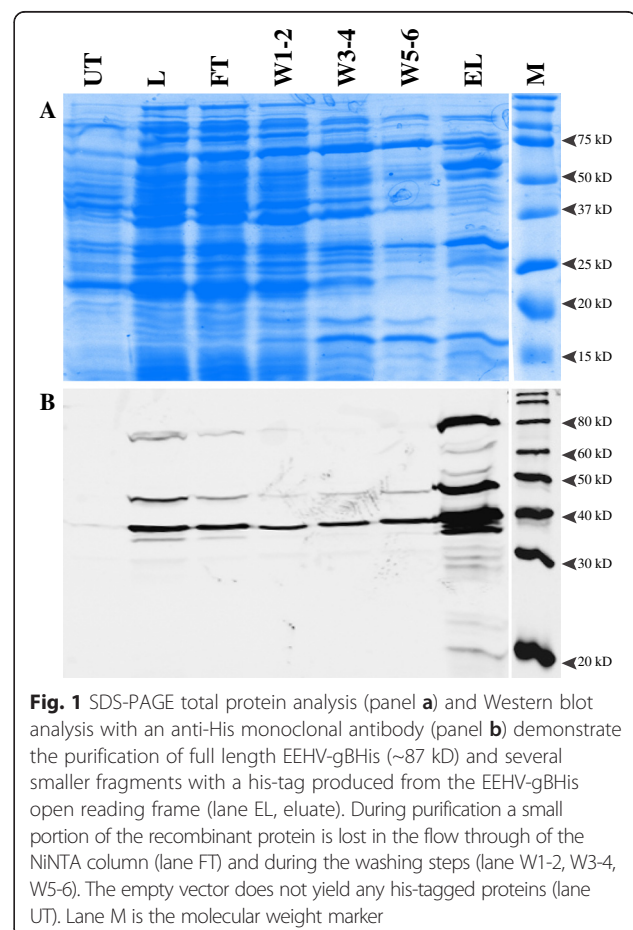 UT L FT W1-2 W3-4 W5-6 EL M
A
75 kD
50 kD
37 kD
25 kD
20 kD
15 kD
B
80 kD
60 kD
50 kD
40 kD
30 kD
20 kD
Fig. 1 SDS-PAGE total protein analysis (panel a) and Western blot
analysis with an anti-His monoclonal antibody (panel b) demonstrate
the purification of full length EEHV-gBHis (~87 kD) and several
smaller fragments with a his-tag produced from the EEHV-gBHis
open reading frame (lane EL, eluate). During purification a small
portion of the recombinant protein is lost in the flow through of the
NiNTA column (lane FT) and during the washing steps (lane W1-2, W3-4,
W5-6). The empty vector does not yield any his-tagged proteins (lane
UT). Lane M is the molecular weight marker